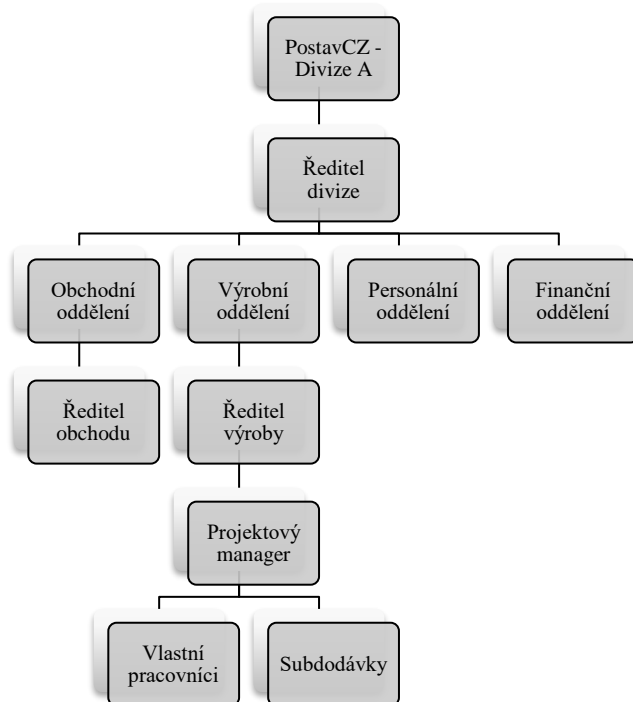 PostavCZ -
Divize A
Ředitel
divize
Obchodní
oddělení
Výrobní
oddělení
Personální
oddělení
Finanční
oddělení
Ředitel
obchodu
Ředitel
výroby
Projektový
manager
Vlastní
pracovníci
Subdodávky